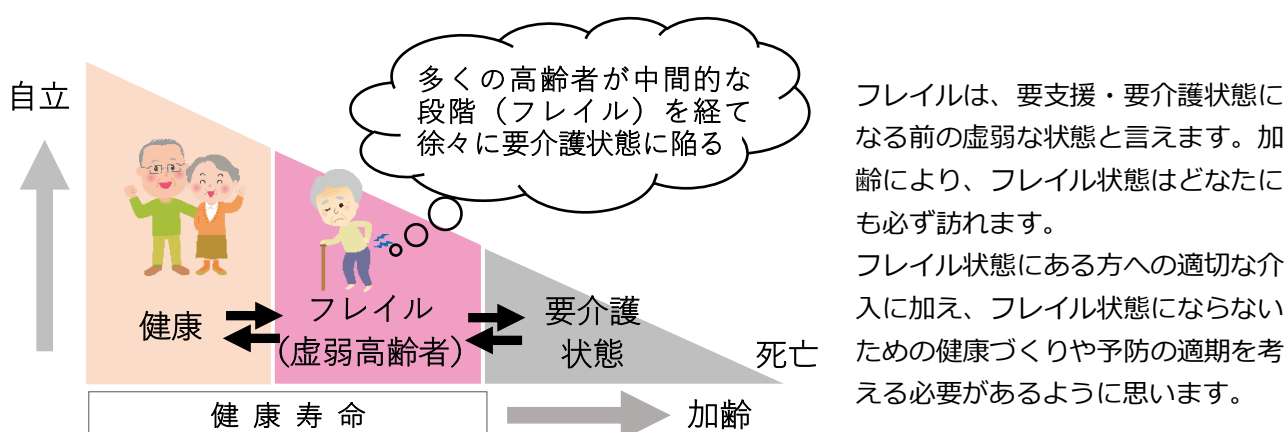 自立
多くの高齢者が中間的な
段階（フレイル）を経て
徐々に要介護状態に陥る
健康
フレイル
(虚弱高齢者)
要介護
状態
死亡
健康寿命
加齢
フレイルは、要支援・要介護状態に
なる前の虚弱な状態と言えます。加
齢により、フレイル状態はどなたに
も必ず訪れます。
フレイル状態にある方への適切な介
入に加え、フレイル状態にならない
ための健康づくりや予防の適期を考
える必要があるように思います。